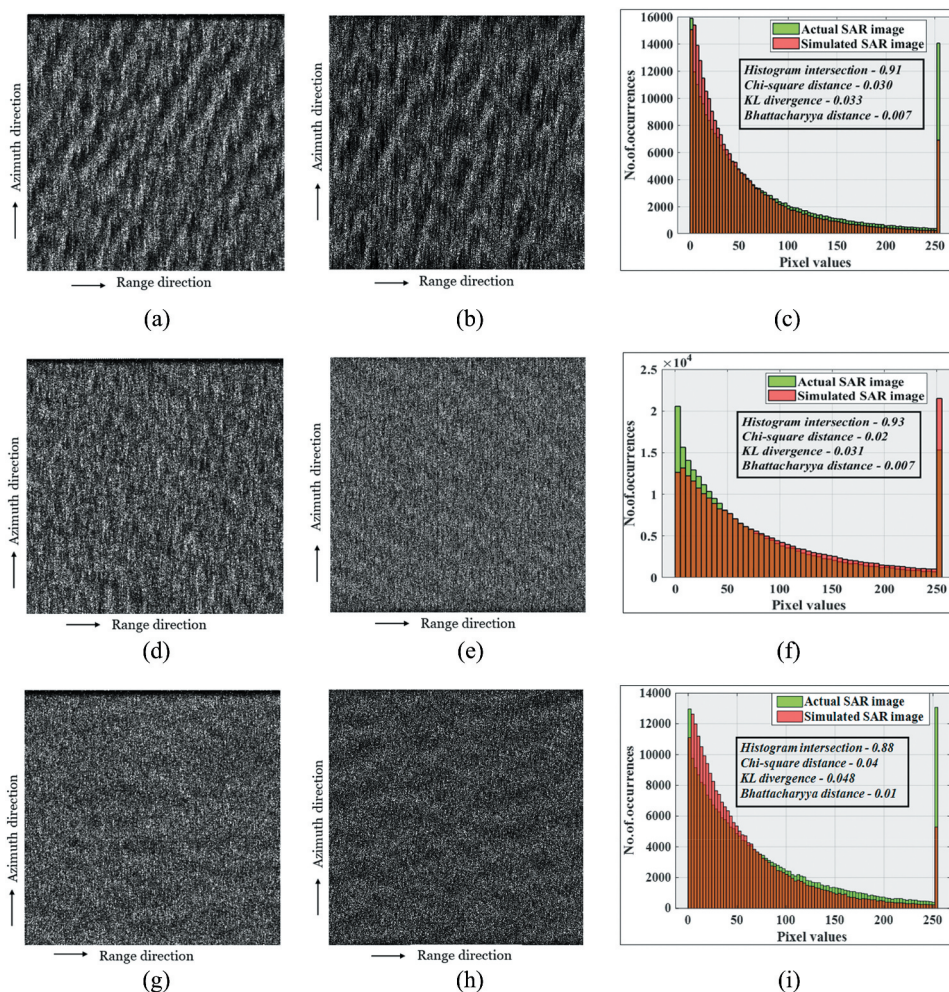 Azimuth direction
Range direction
(a)
Azimuth direction
Range direction
(b)
No.of.occurrences
16000
14000
12000
10000
8000
6000
4000
2000
0
Actual SAR image
Simulated SAR image
Histogram intersection - 0.91
Chi-square distance - 0.030
KL divergence - 0.033
Bhattacharyya distance - 0.007
0 50 100 150 200 250
Pixel values
(c)
Azimuth direction
Range direction
(d)
Azimuth direction
Range direction
(e)
No.of.occurrences
×10⁴
2.5
2
1.5
1
0.5
0
Actual SAR image
Simulated SAR image
Histogram intersection - 0.93
Chi-square distance - 0.02
KL divergence - 0.031
Bhattacharyya distance - 0.007
0 50 100 150 200 250
Pixel values
(f)
Azimuth direction
Range direction
(g)
Azimuth direction
Range direction
(h)
No.of.occurrences
14000
12000
10000
8000
6000
4000
2000
0
Actual SAR image
Simulated SAR image
Histogram intersection - 0.88
Chi-square distance - 0.04
KL divergence - 0.048
Bhattacharyya distance - 0.01
0 50 100 150 200 250
Pixel values
(i)